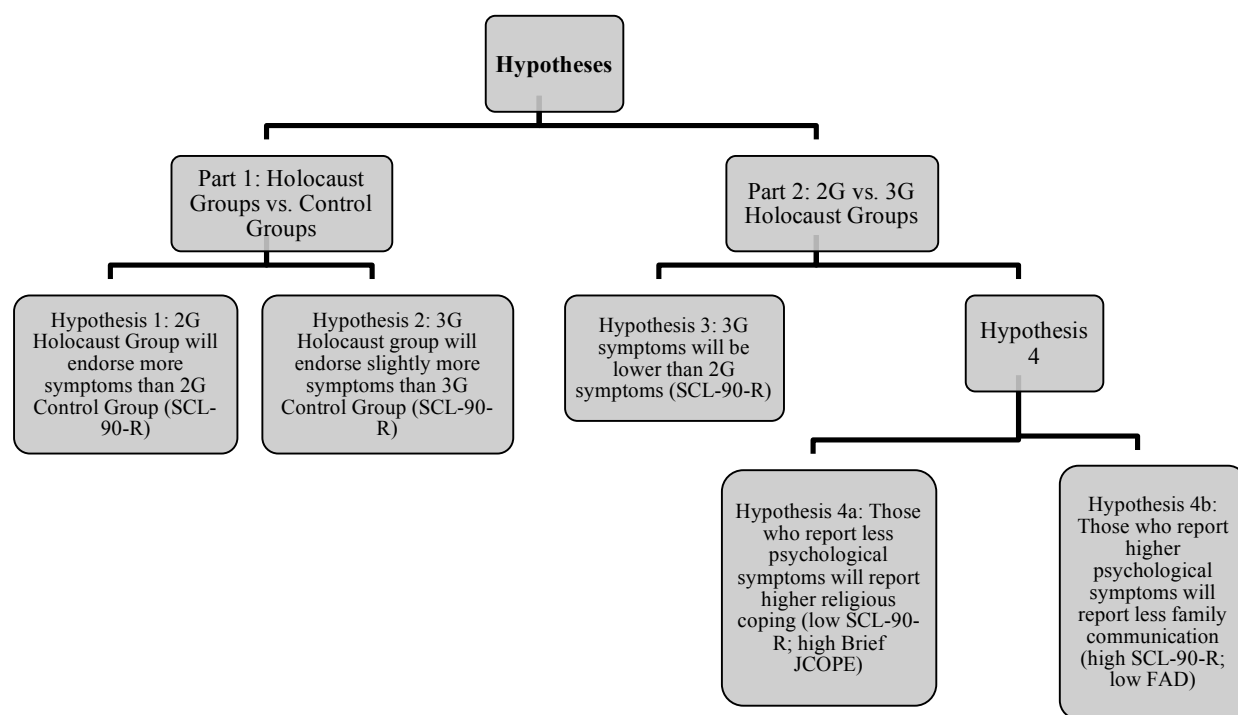 Hypotheses
Part 1: Holocaust
Groups vs. Control
Groups
Part 2: 2G vs. 3G
Holocaust Groups
Hypothesis 1: 2G
Holocaust Group will
endorse more
symptoms than 2G
Control Group (SCL-
90-R)
Hypothesis 2: 3G
Holocaust group will
endorse slightly more
symptoms than 3G
Control Group (SCL-90-
R)
Hypothesis 3: 3G
symptoms will be
lower than 2G
symptoms (SCL-90-R)
Hypothesis
4
Hypothesis 4a: Those
who report less
psychological
symptoms will report
higher religious
coping (low SCL-90-
R; high Brief
JCOPE)
Hypothesis 4b:
Those who report
higher
psychological
symptoms will
report less family
communication
(high SCL-90-R;
low FAD)